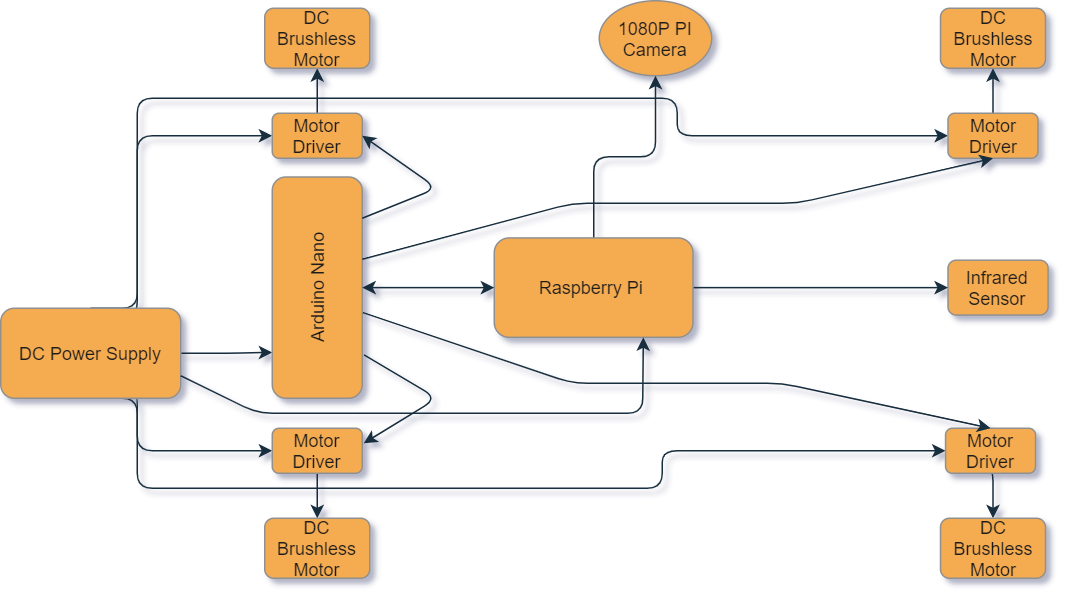 DC
Brushless
Motor
1080P PI
Camera
DC
Brushless
Motor
Motor
Driver
Motor
Driver
Arduino Nano
Raspberry Pi
Infrared
Sensor
DC Power Supply
Motor
Driver
Motor
Driver
DC
Brushless
Motor
DC
Brushless
Motor